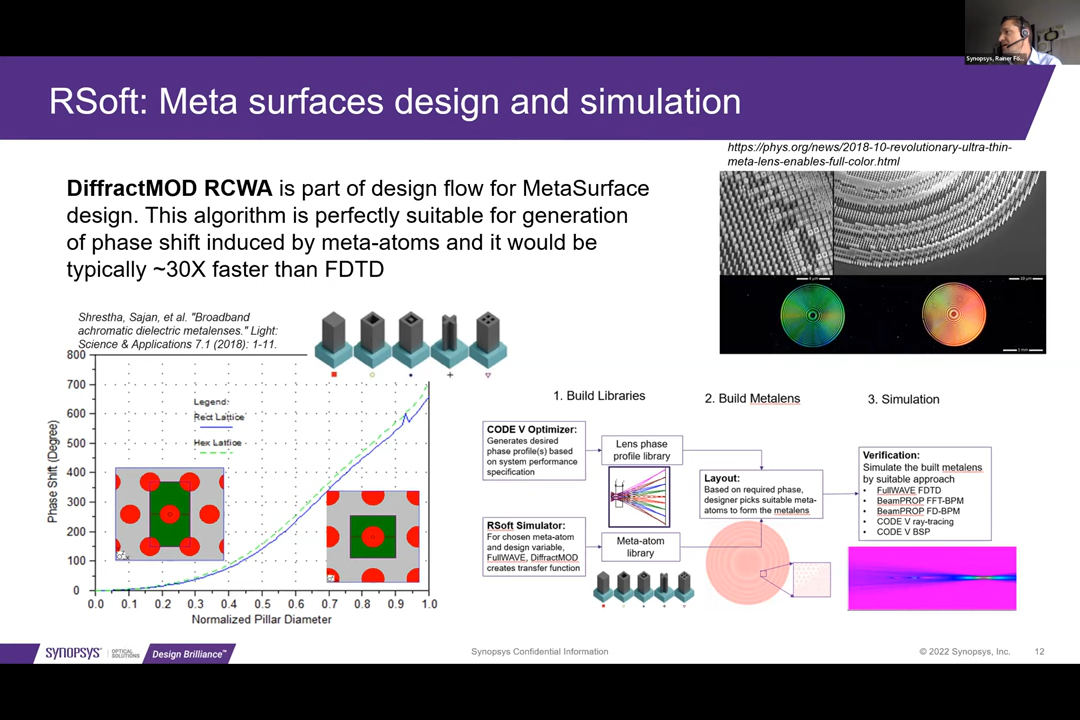 Synopsys, Rainer Fö...
RSoft: Meta surfaces design and simulation
https://phys.org/news/2018-10-revolutionary-ultra-thin-
meta-lens-enables-full-color.html
DiffractMOD RCWA is part of design flow for MetaSurface
design. This algorithm is perfectly suitable for generation
of phase shift induced by meta-atoms and it would be
typically ~30X faster than FDTD
Shrestha, Sajan, et al. "Broadband
achromatic dielectric metalenses." Light:
Science & Applications 7.1 (2018): 1-11.
800
700
600
500
400
300
200
100
0
Phase Shift (Degree)
Legend:
Rect Lattice
Hex Lattice
0.0 0.1 0.2 0.3 0.4 0.5 0.6 0.7 0.8 0.9 1.0
Normalized Pillar Diameter
1. Build Libraries
2. Build Metalens
3. Simulation
CODE V Optimizer:
Generates desired
phase profile(s) based
on system performance
specification
Lens phase
profile library
RSoft Simulator:
For chosen meta-atom
and design variable,
FullWAVE, DiffractMOD
creates transfer function
Meta-atom
library
Layout:
Based on required phase,
designer picks suitable meta-
atoms to form the metalens
Verification:
Simulate the built metalens
by suitable approach
• FullWAVE FDTD
• BeamPROP FFT-BPM
• BeamPROP FD-BPM
• CODE V ray-tracing
• CODE V BSP
SYNOPSYS®
OPTICAL
SOLUTIONS
Design Brilliance™
Synopsys Confidential Information
© 2022 Synopsys, Inc.
12